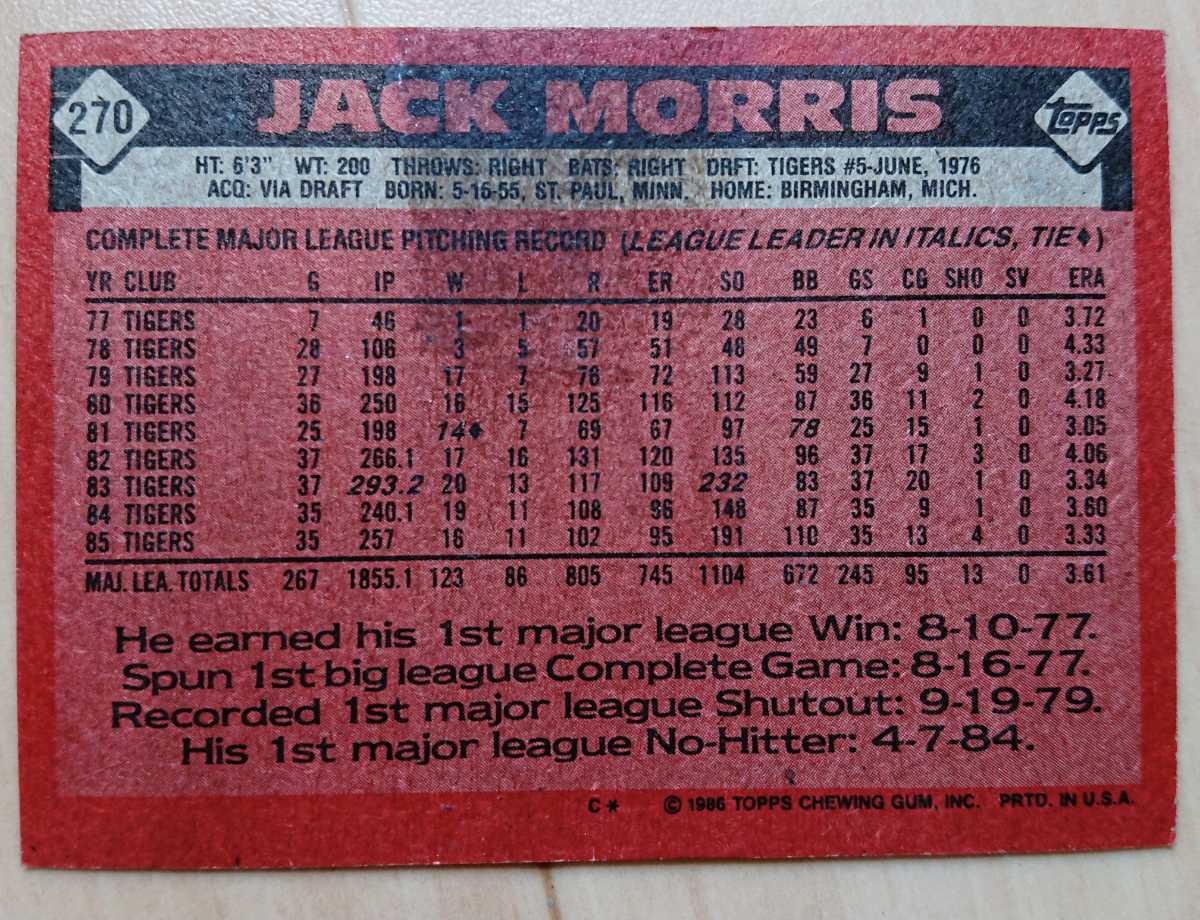 270
JACK MORRIS
TOPPS
HT: 6'3" WT: 200 THROWS: RIGHT BATS: RIGHT DRFT: TIGERS #5-JUNE, 1976
ACQ: VIA DRAFT BORN: 5-16-55, ST. PAUL, MINN. HOME: BIRMINGHAM, MICH.
COMPLETE MAJOR LEAGUE PITCHING RECORD (LEAGUE LEADER IN ITALICS, TIE♦)
YR CLUB G IP W L R ER SO BB GS CG SHO SV ERA
77 TIGERS 7 46 1 1 20 19 28 23 6 1 0 0 3.72
78 TIGERS 28 106 3 5 57 51 48 49 7 0 0 0 4.33
79 TIGERS 27 198 17 7 76 72 113 59 27 9 1 0 3.27
80 TIGERS 36 250 16 15 125 116 112 87 36 11 2 0 4.18
81 TIGERS 25 198 14♦ 7 69 67 97 78 25 15 1 0 3.05
82 TIGERS 37 266.1 17 16 131 120 135 96 37 17 3 0 4.06
83 TIGERS 37 293.2 20 13 117 109 232 83 37 20 1 0 3.34
84 TIGERS 35 240.1 19 11 108 96 148 87 35 9 1 0 3.60
85 TIGERS 35 257 16 11 102 95 191 110 35 13 4 0 3.33
MAJ. LEA. TOTALS 267 1855.1 123 86 805 745 1104 672 245 95 13 0 3.61
He earned his 1st major league Win: 8-10-77.
Spun 1st big league Complete Game: 8-16-77.
Recorded 1st major league Shutout: 9-19-79.
His 1st major league No-Hitter: 4-7-84.
C* © 1986 TOPPS CHEWING GUM, INC. PRTD. IN U.S.A.